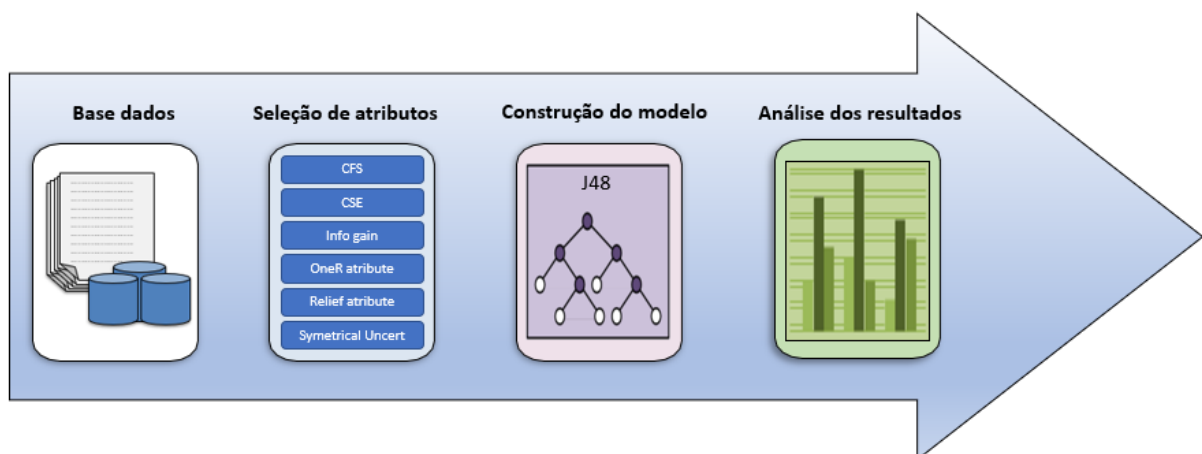 Base dados
Seleção de atributos
Construção do modelo
Análise dos resultados
CFS
CSE
Info gain
OneR atribute
Relief atribute
Symetrical Uncert
J48